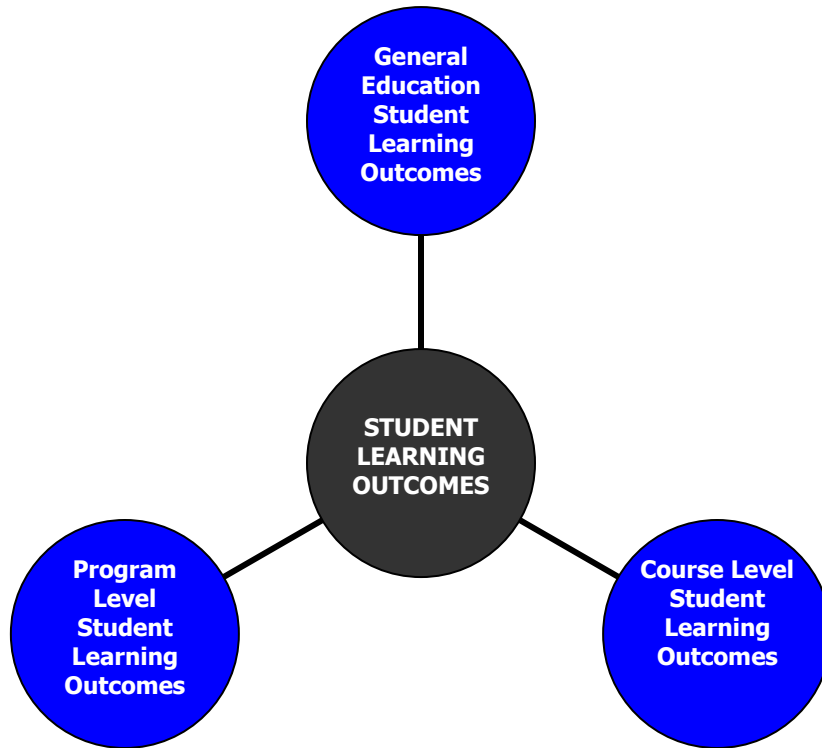 General
Education
Student
Learning
Outcomes
STUDENT
LEARNING
OUTCOMES
Program
Level
Student
Learning
Outcomes
Course Level
Student
Learning
Outcomes